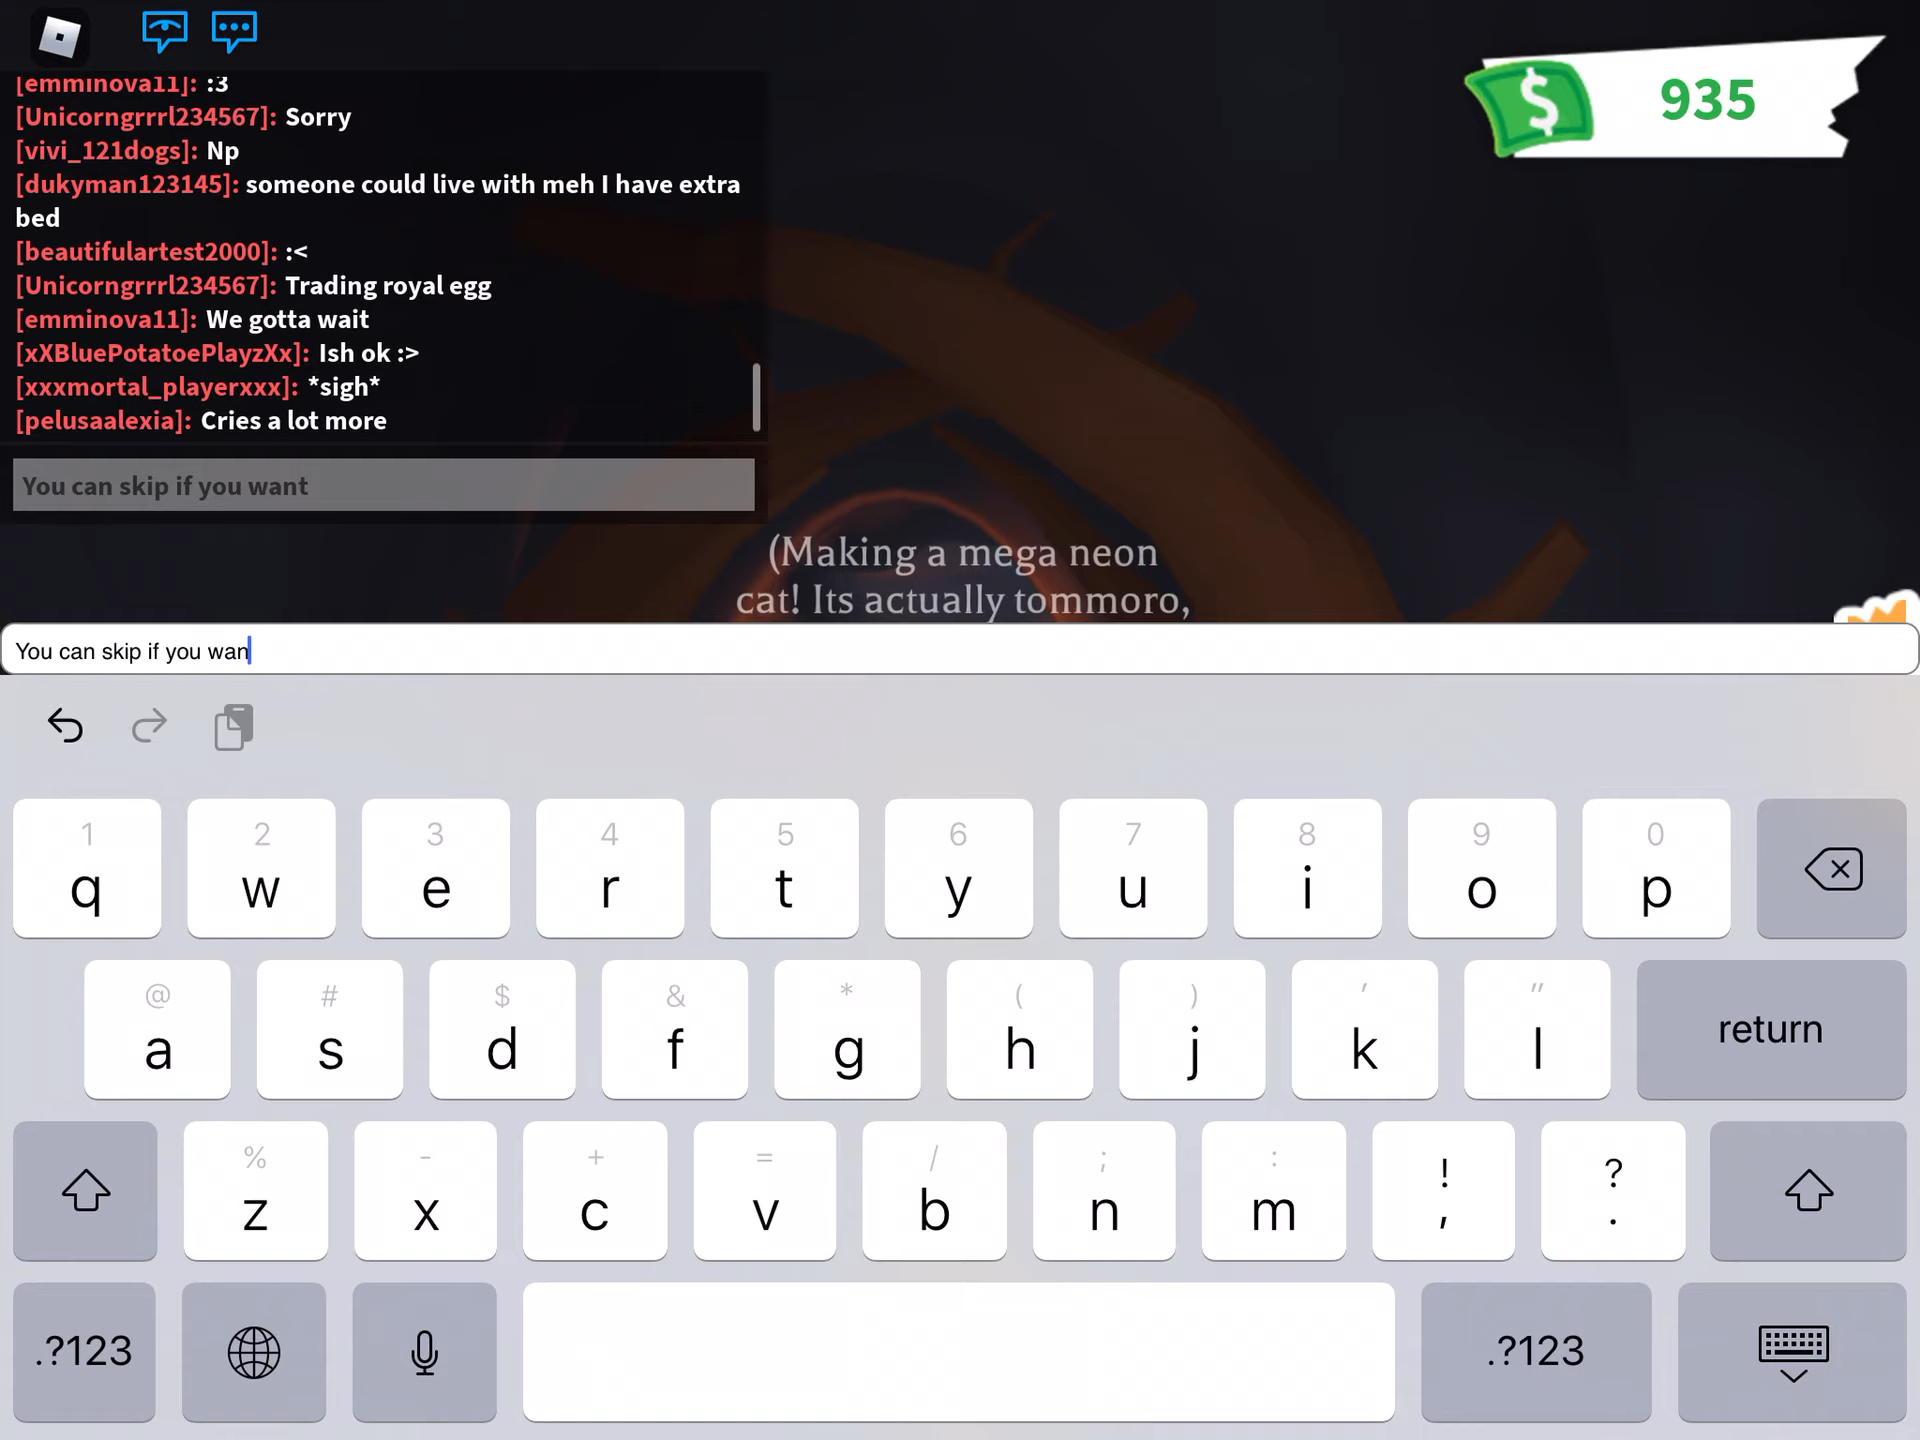 [emminova11]: :3
[Unicorngrrrl234567]: Sorry
[vivi_121dogs]: Np
[dukyman123145]: someone could live with meh I have extra
bed
[beautifulartest2000]: :<
[Unicorngrrrl234567]: Trading royal egg
[emminova11]: We gotta wait
[xXBluePotatoePlayzXx]: Ish ok :>
[xxxmortal_playerxxx]: *sigh*
[pelusaalexia]: Cries a lot more
You can skip if you want
$ 935
(Making a mega neon
cat! Its actually tommoro,
You can skip if you wan
1 2 3 4 5 6 7 8 9 0
q w e r t y u i o p
@ # $ & * ( ) ' "
a s d f g h j k l return
% - + = / ; : ! ?
z x c v b n m , .
.?123 .?123